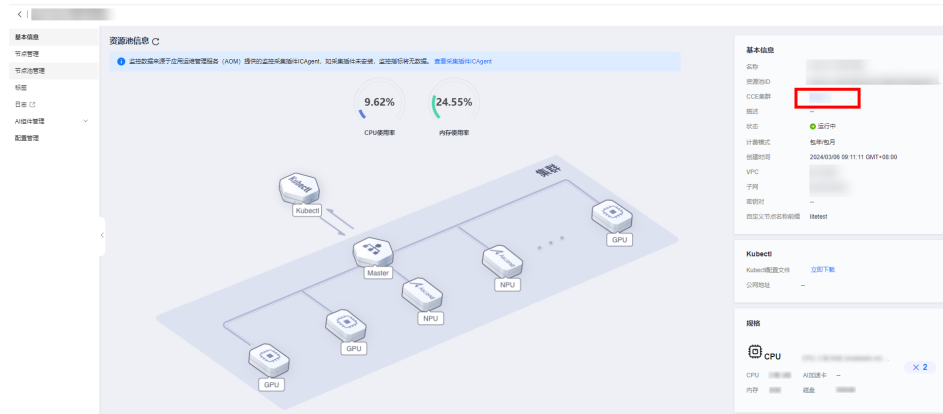 基本信息
节点管理
节点池管理
标签
日志
AI组件管理
配置管理
资源池信息
监控数据来源于应用运维管理服务（AOM）提供的监控采集插件ICAgent，如采集插件未安装，监控指标将无数据。 查看采集插件ICAgent
9.62%
CPU使用率
24.55%
内存使用率
集群
Kubectl
Kubectl
Master
Ascend
NPU
Ascend
NPU
GPU
GPU
GPU
基本信息
名称
资源池ID
CCE集群
描述 --
状态 运行中
计费模式 包年/包月
创建时间 2024/03/06 09:11:11 GMT+08:00
VPC
子网
密钥对 --
自定义节点名称前缀 litetest
Kubectl
Kubectl配置文件 立即下载
公网地址 --
规格
CPU
CPU
AI加速卡 --
内存
磁盘
× 2